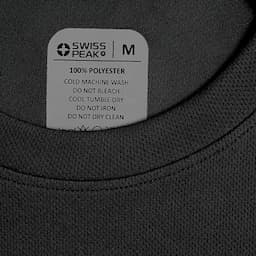 SWISS
PEAK
M
100% POLYESTER
COLD MACHINE WASH
DO NOT BLEACH
COOL TUMBLE DRY
DO NOT IRON
DO NOT DRY CLEAN